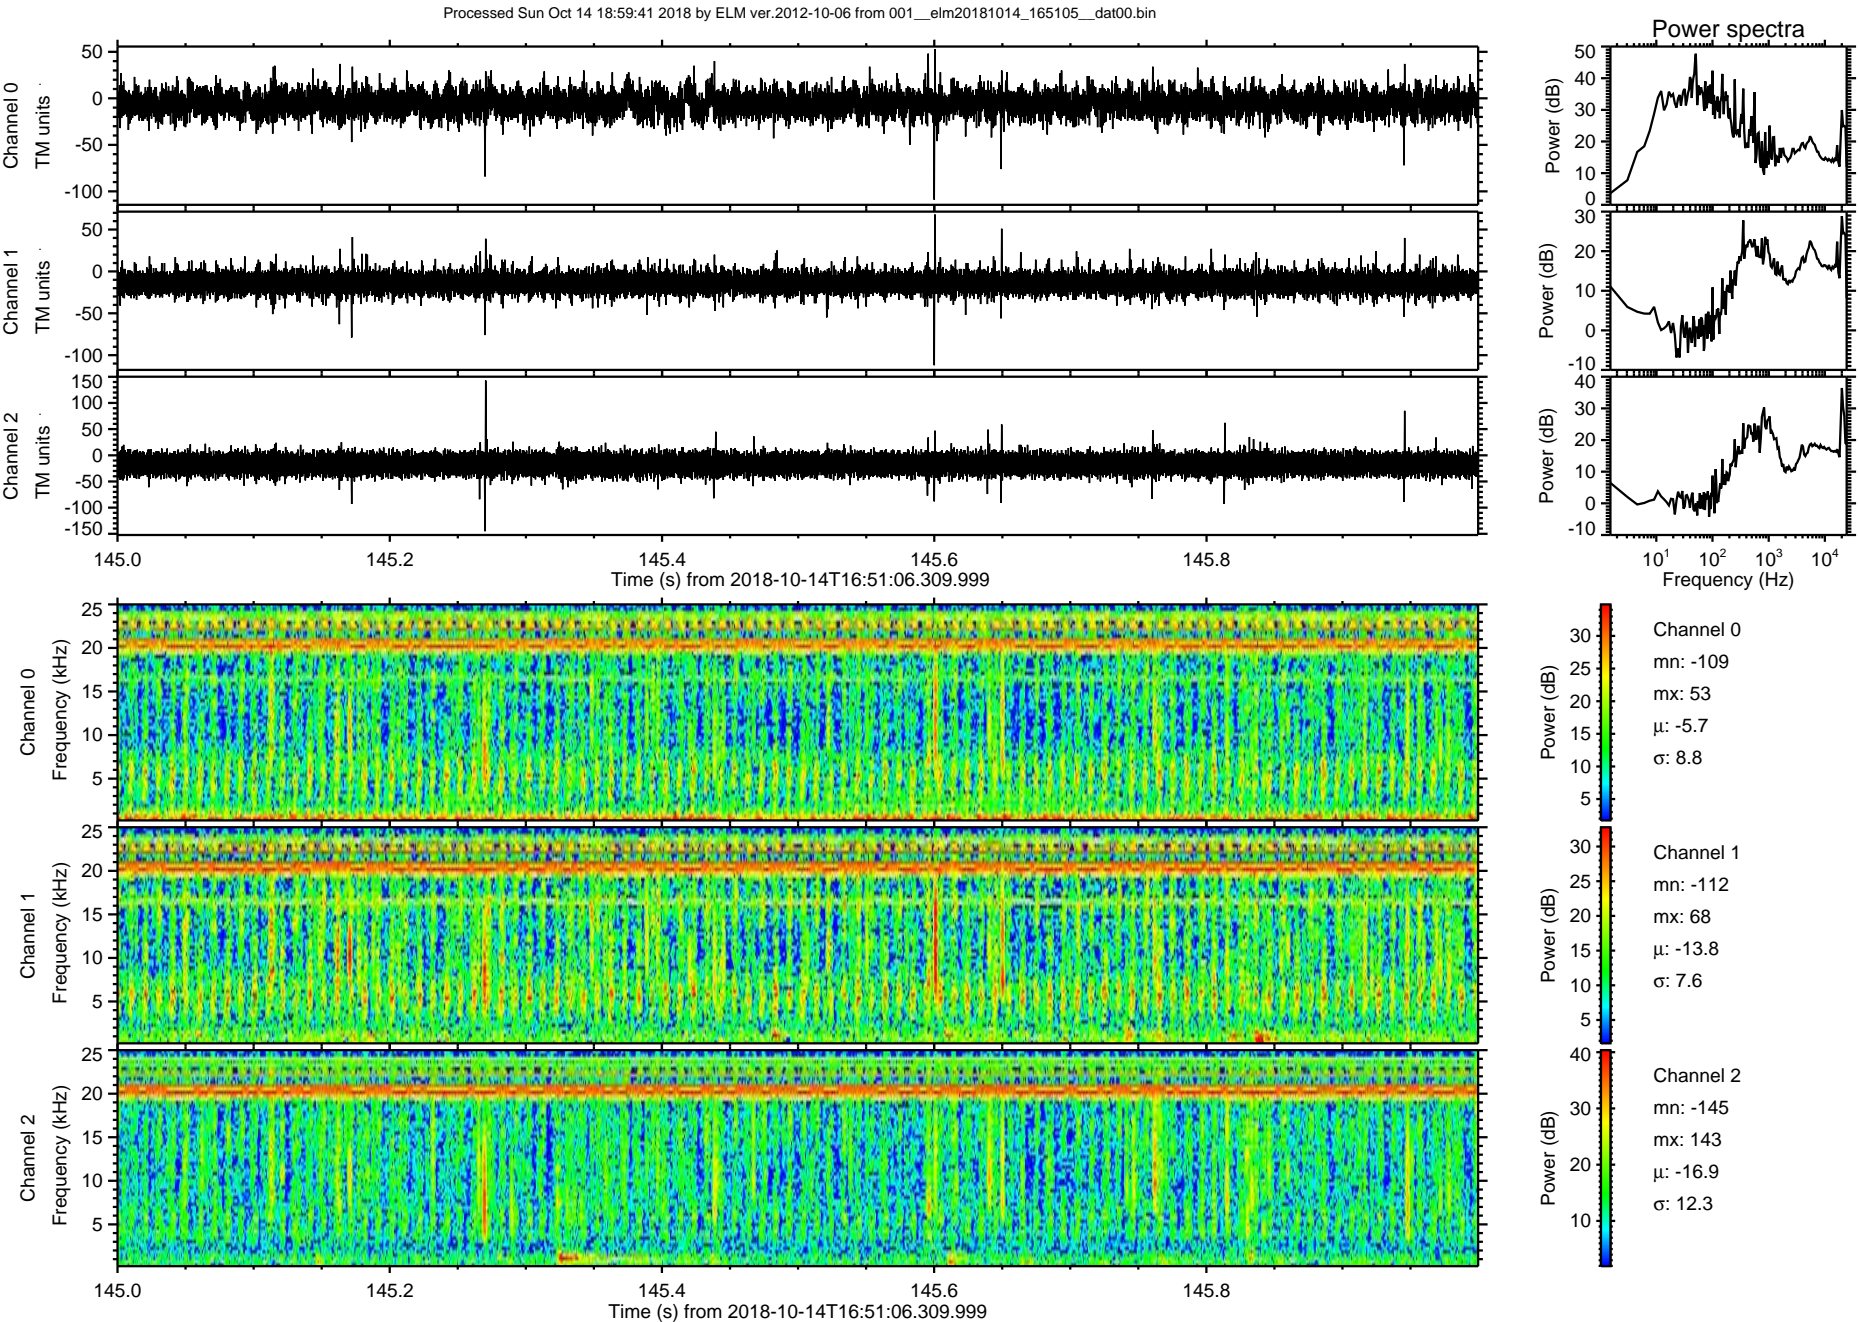 Processed Sun Oct 14 18:59:41 2018 by ELM ver.2012-10-06 from 001__elm20181014_165105__dat00.bin
Power spectra
Channel 0
TM units
50
0
-50
-100
Power (dB)
50
40
30
20
10
0
Channel 1
TM units
50
0
-50
-100
Power (dB)
30
20
10
0
-10
Channel 2
TM units
150
100
50
0
-50
-100
-150
Power (dB)
40
30
20
10
0
-10
145.0 145.2 145.4 145.6 145.8
Time (s) from 2018-10-14T16:51:06.309.999
10¹ 10² 10³ 10⁴
Frequency (Hz)
Channel 0
Frequency (kHz)
25
20
15
10
5
Power (dB)
30
25
20
15
10
5
Channel 0
mn: -109
mx: 53
μ: -5.7
σ: 8.8
Channel 1
Frequency (kHz)
25
20
15
10
5
Power (dB)
30
25
20
15
10
5
Channel 1
mn: -112
mx: 68
μ: -13.8
σ: 7.6
Channel 2
Frequency (kHz)
25
20
15
10
5
Power (dB)
40
30
20
10
Channel 2
mn: -145
mx: 143
μ: -16.9
σ: 12.3
145.0 145.2 145.4 145.6 145.8
Time (s) from 2018-10-14T16:51:06.309.999